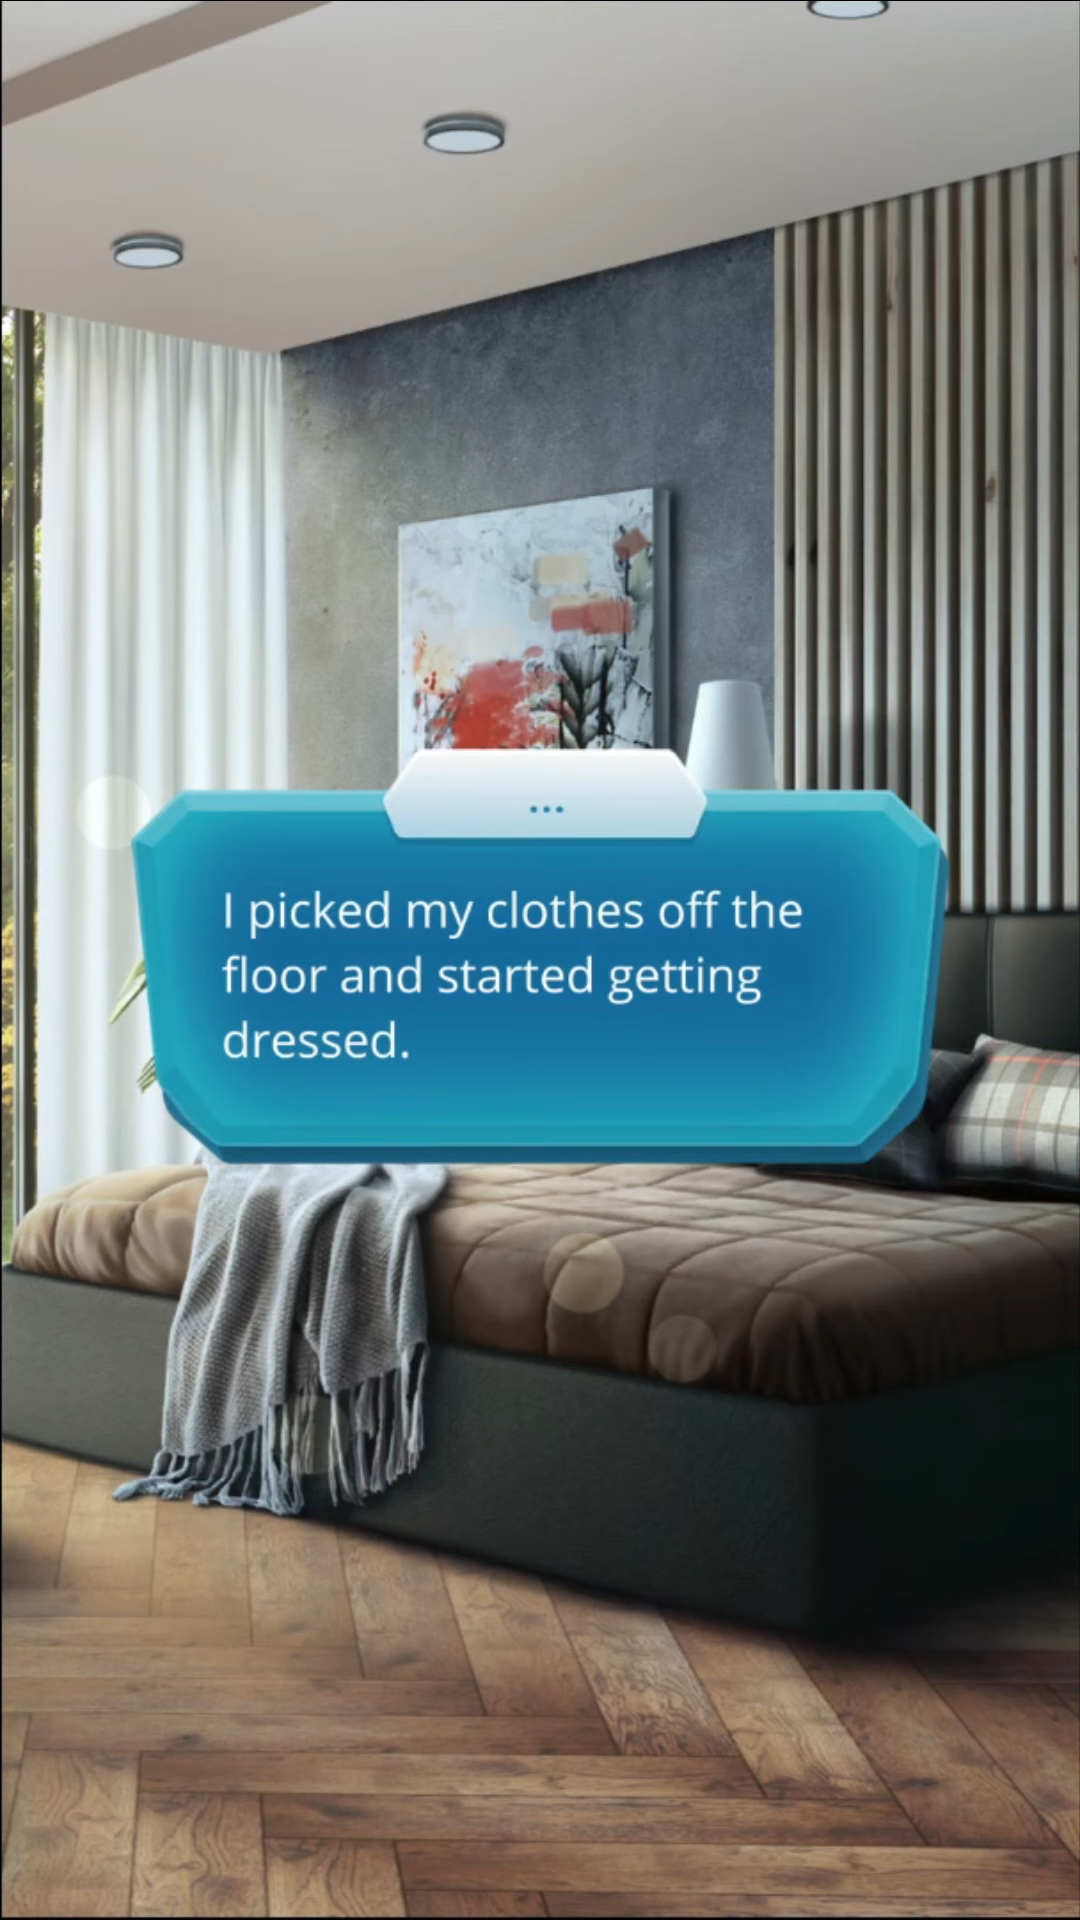 ...
I picked my clothes off the
floor and started getting
dressed.